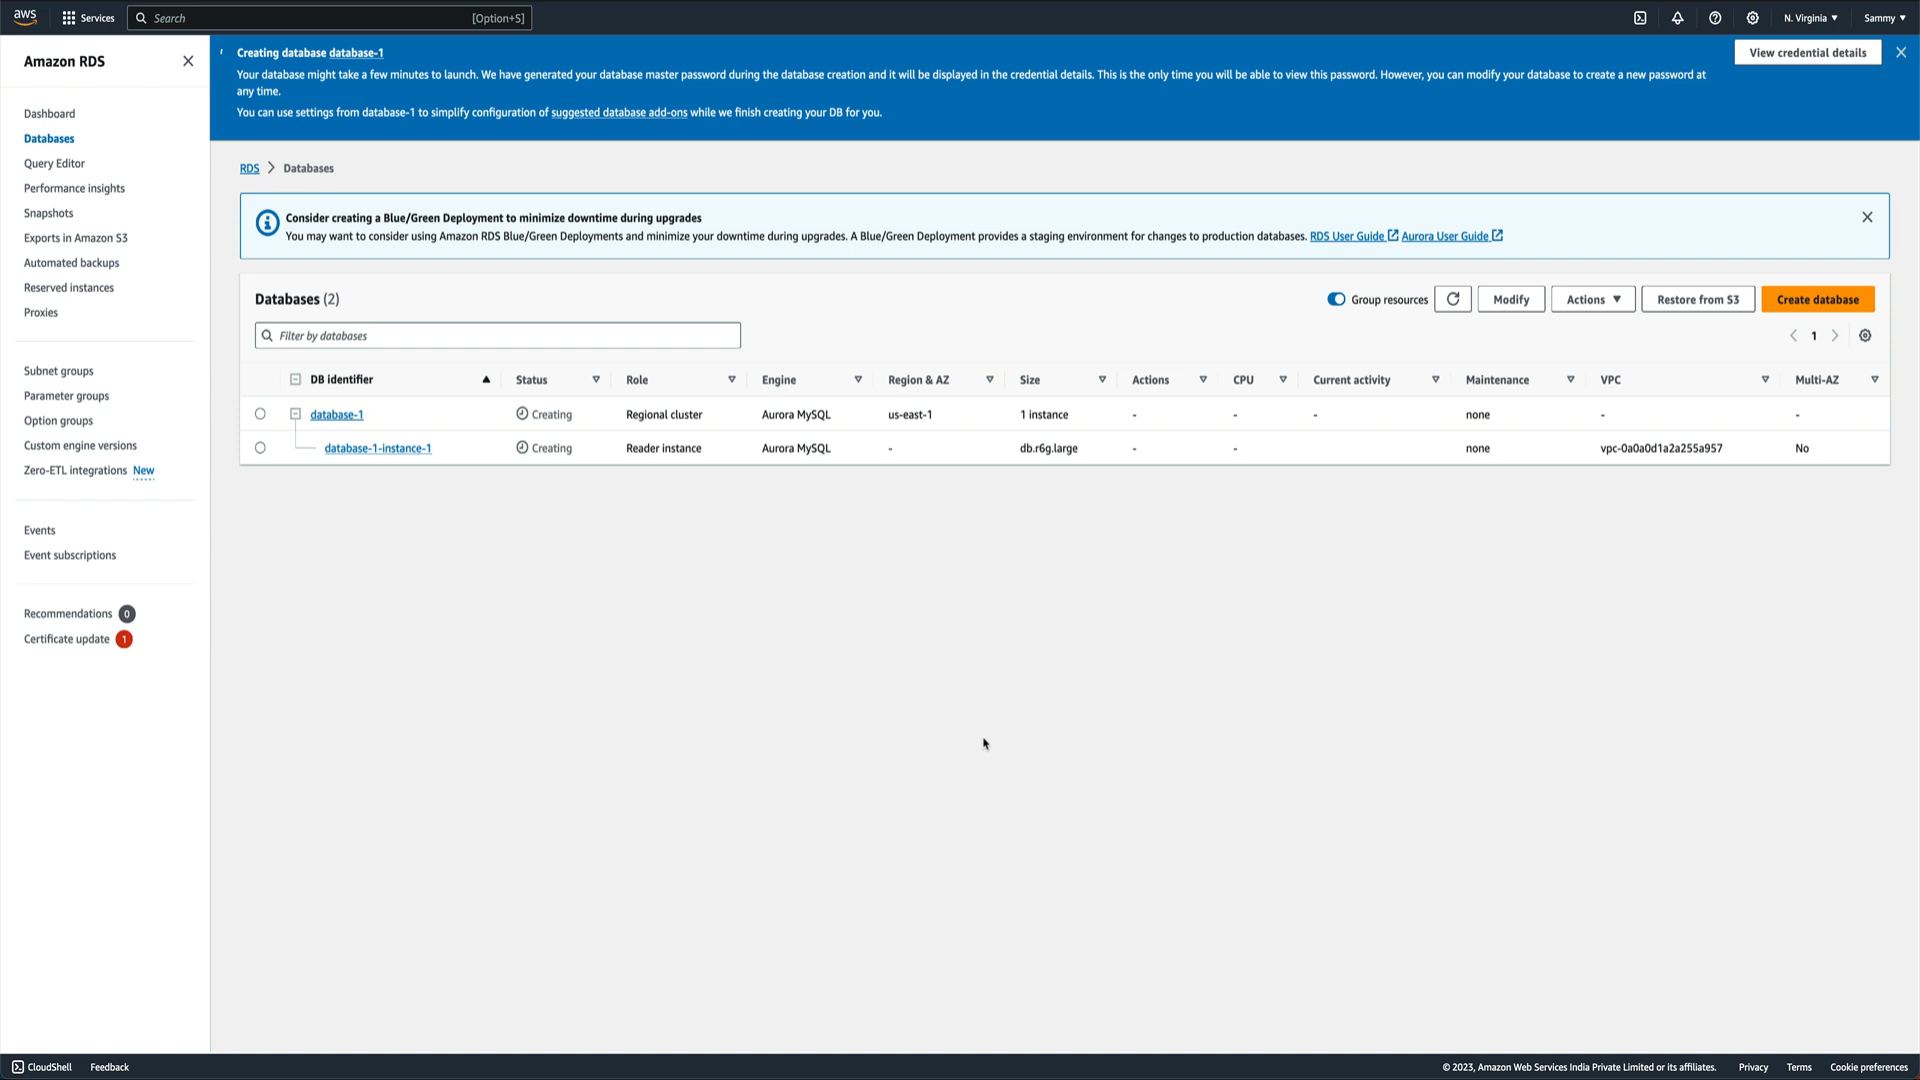 aws
Services
Search
[Option+S]
N. Virginia ▼
Sammy ▼
Amazon RDS
Dashboard
Databases
Query Editor
Performance insights
Snapshots
Exports in Amazon S3
Automated backups
Reserved instances
Proxies
Subnet groups
Parameter groups
Option groups
Custom engine versions
Zero-ETL integrations New
Events
Event subscriptions
Recommendations 0
Certificate update 1
Creating database database-1
View credential details
Your database might take a few minutes to launch. We have generated your database master password during the database creation and it will be displayed in the credential details. This is the only time you will be able to view this password. However, you can modify your database to create a new password at
any time.
You can use settings from database-1 to simplify configuration of suggested database add-ons while we finish creating your DB for you.
RDS > Databases
Consider creating a Blue/Green Deployment to minimize downtime during upgrades
You may want to consider using Amazon RDS Blue/Green Deployments and minimize your downtime during upgrades. A Blue/Green Deployment provides a staging environment for changes to production databases. RDS User Guide Aurora User Guide
Databases (2)
Group resources
Modify
Actions ▼
Restore from S3
Create database
Filter by databases
1
DB identifier Status Role Engine Region & AZ Size Actions CPU Current activity Maintenance VPC Multi-AZ
database-1 Creating Regional cluster Aurora MySQL us-east-1 1 instance - - - none - -
database-1-instance-1 Creating Reader instance Aurora MySQL - db.r6g.large - - none vpc-0a0a0d1a2a255a957 No
CloudShell
Feedback
© 2023, Amazon Web Services India Private Limited or its affiliates.
Privacy
Terms
Cookie preferences